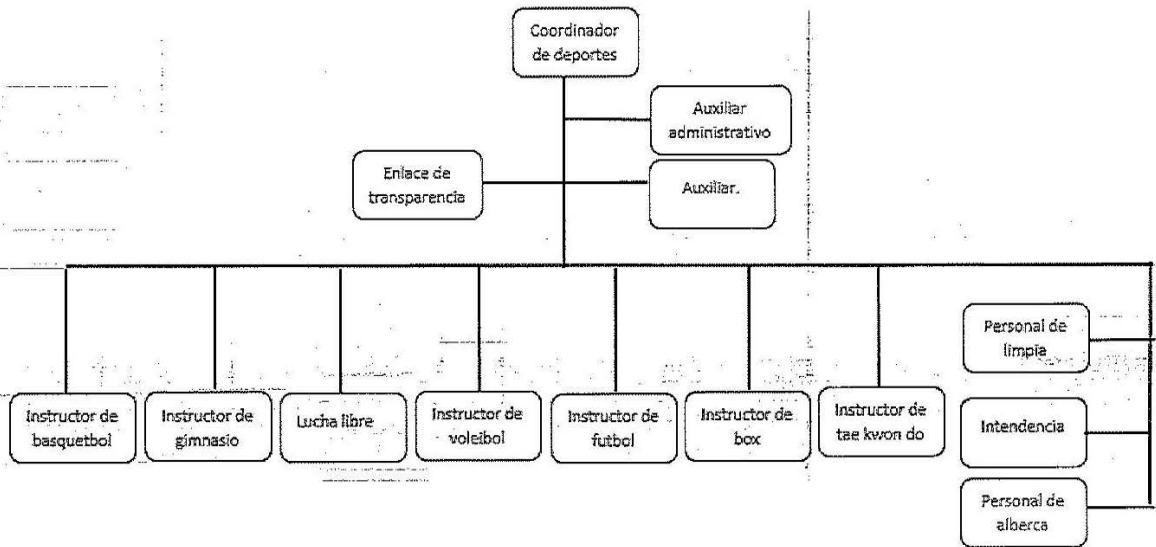 Coordinador
de deportes
Auxiliar
administrativo
Enlace de
transparencia
Auxiliar.
Personal de
limpia
Instructor de
basquetbol
Instructor de
gimnasio
Lucha libre
Instructor de
voleibol
Instructor de
futbol
Instructor de
box
Instructor de
tae kwon do
Intendencia
Personal de
alberca